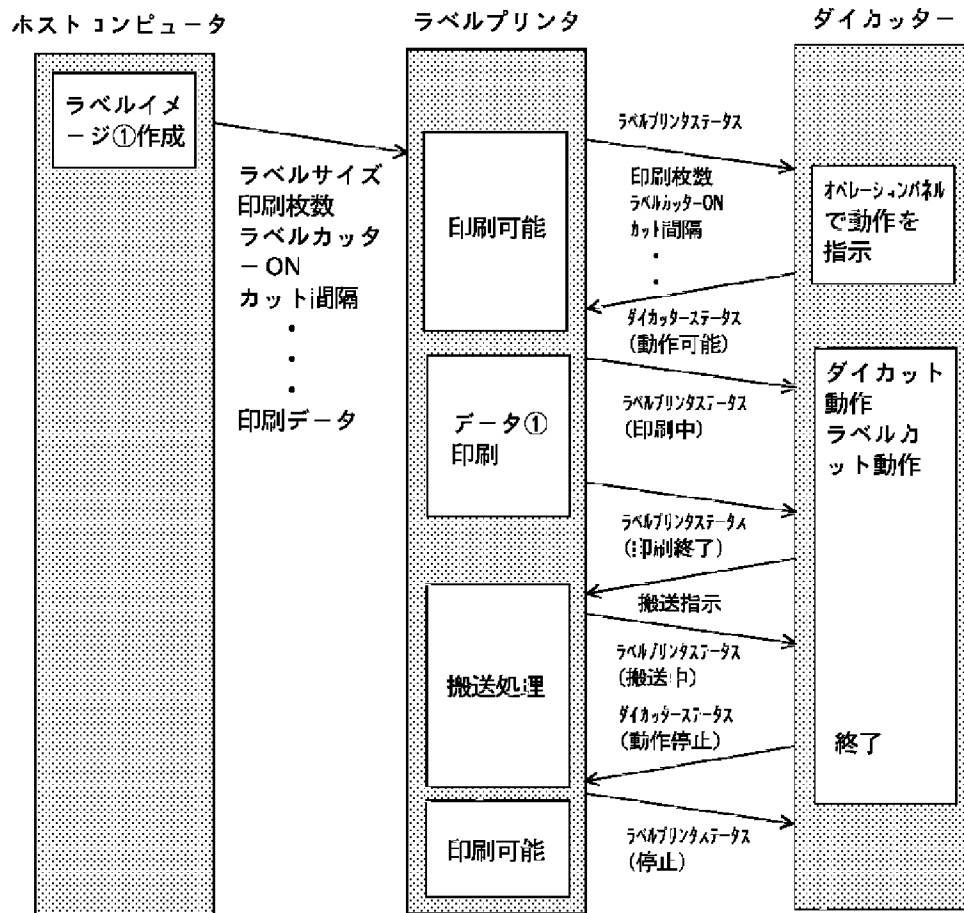 ホストコンピュータ
ラベルプリンタ
ダイカッター
ラベルイメ
ージ①作成
ラベルサイズ
印刷枚数
ラベルカッタ
ーON
カット間隔
・
・
・
印刷データ
印刷可能
データ①
印刷
搬送処理
印刷可能
ラベルプリンタステータス
印刷枚数
ラベルカッターON
カット間隔
・
・
ダイカッターステータス
(動作可能)
ラベルプリンタステータス
(印刷中)
ラベルプリンタステータス
(印刷終了)
搬送指示
ラベルプリンタステータス
(搬送中)
ダイカッターステータス
(動作停止)
ラベルプリンタステータス
(停止)
オペレーションパネル
で動作を
指示
ダイカット
動作
ラベルカ
ット動作
終了